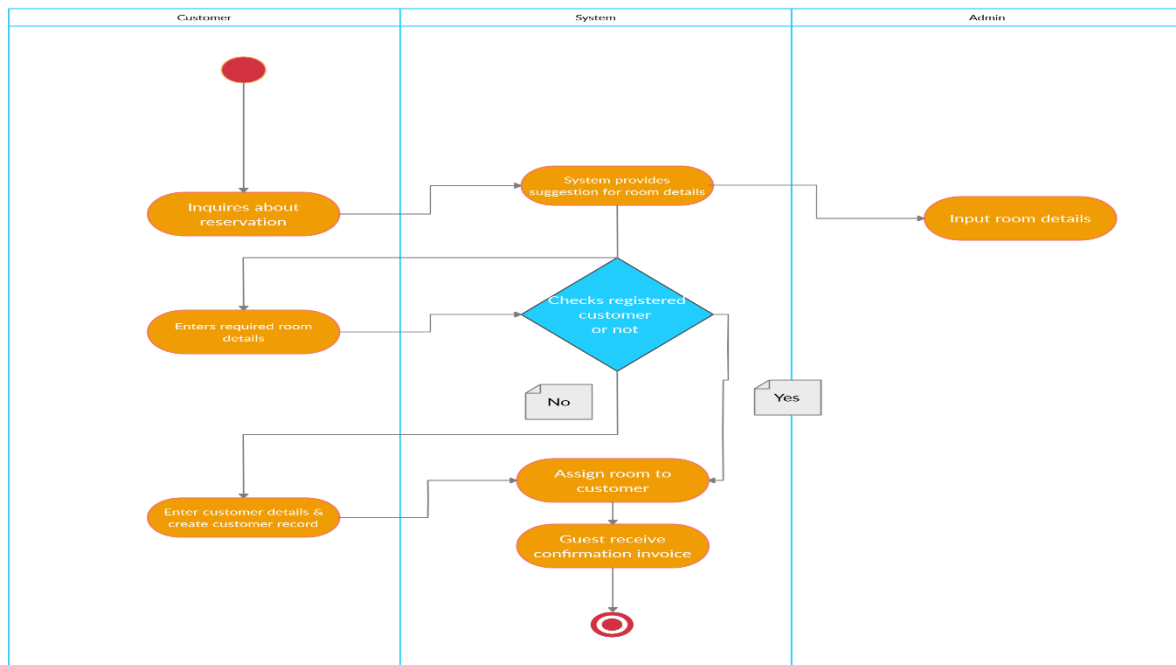 Customer
System
Admin
System provides
suggestion for room details
Inquires about
reservation
Input room details
Checks registered
customer
or not
Enters required room
details
No
Yes
Assign room to
customer
Enter customer details &
create customer record
Guest receive
confirmation invoice